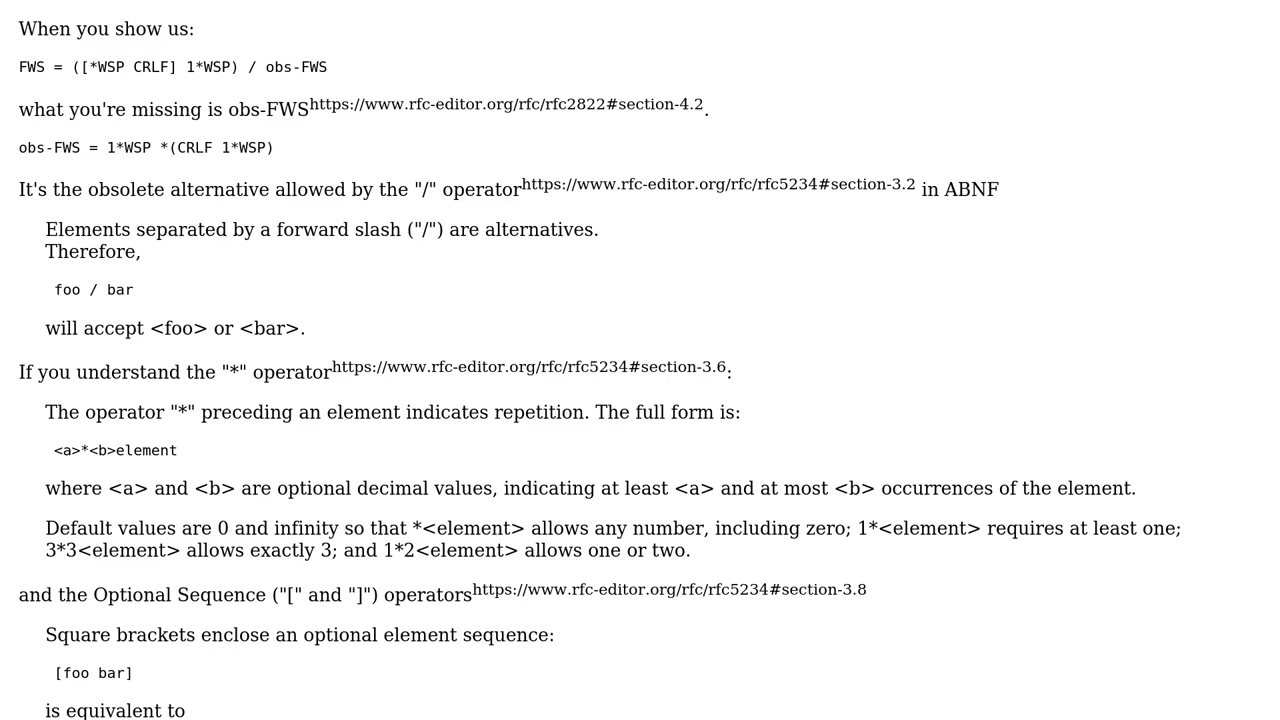 When you show us:
FWS = ([*WSP CRLF] 1*WSP) / obs-FWS
what you're missing is obs-FWShttps://www.rfc-editor.org/rfc/rfc2822#section-4.2.
obs-FWS = 1*WSP *(CRLF 1*WSP)
It's the obsolete alternative allowed by the "/" operatorhttps://www.rfc-editor.org/rfc/rfc5234#section-3.2 in ABNF
Elements separated by a forward slash ("/") are alternatives.
Therefore,
foo / bar
will accept <foo> or <bar>.
If you understand the "*" operatorhttps://www.rfc-editor.org/rfc/rfc5234#section-3.6:
The operator "*" preceding an element indicates repetition. The full form is:
<a>*<b>element
where <a> and <b> are optional decimal values, indicating at least <a> and at most <b> occurrences of the element.
Default values are 0 and infinity so that *<element> allows any number, including zero; 1*<element> requires at least one;
3*3<element> allows exactly 3; and 1*2<element> allows one or two.
and the Optional Sequence ("[" and "]") operatorshttps://www.rfc-editor.org/rfc/rfc5234#section-3.8
Square brackets enclose an optional element sequence:
[foo bar]
is equivalent to